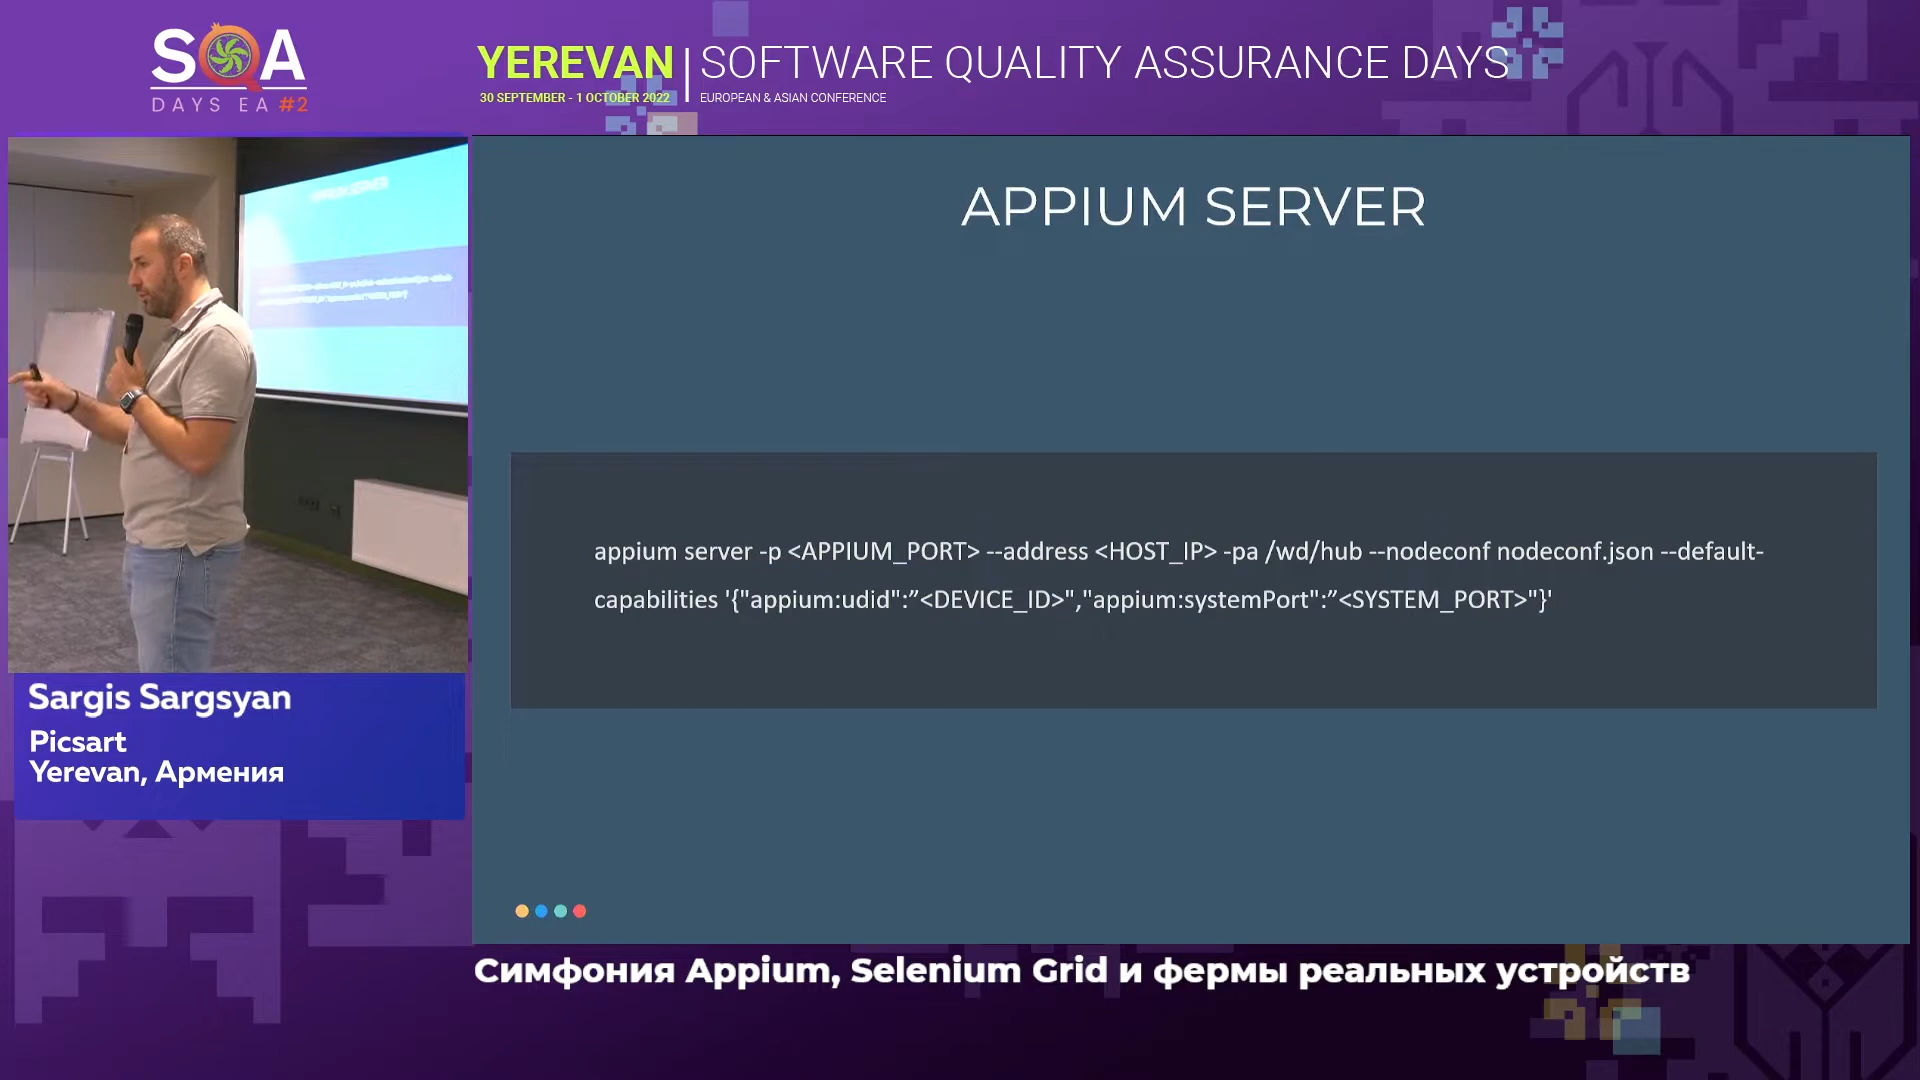 SQA
DAYS EA #2
YEREVAN
30 SEPTEMBER - 1 OCTOBER 2022
SOFTWARE QUALITY ASSURANCE DAYS
EUROPEAN & ASIAN CONFERENCE
APPIUM SERVER
appium server -p <APPIUM_PORT> --address <HOST_IP> -pa /wd/hub --nodeconf nodeconf.json --default-
capabilities '{"appium:udid":”<DEVICE_ID>","appium:systemPort":”<SYSTEM_PORT>"}'
Sargis Sargsyan
Picsart
Yerevan, Армения
Симфония Appium, Selenium Grid и фермы реальных устройств